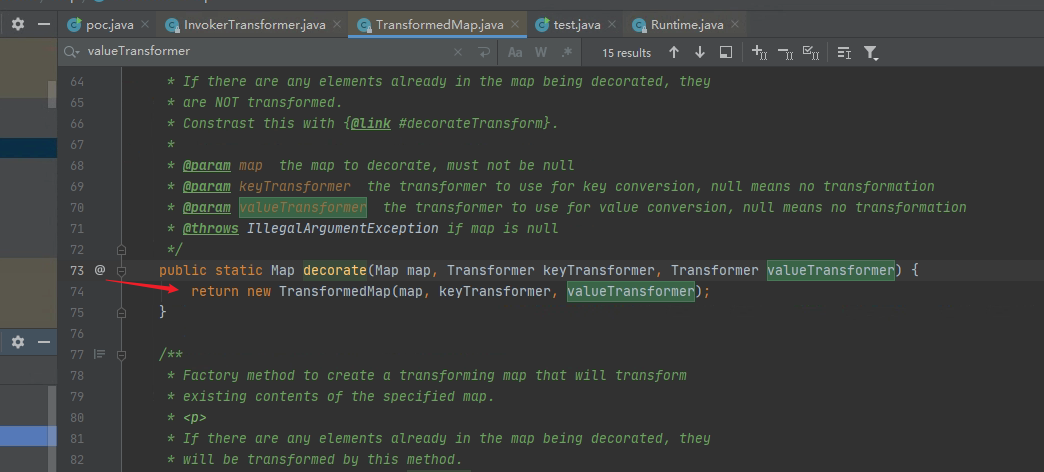 poc.java
InvokerTransformer.java
TransformedMap.java
test.java
Runtime.java
valueTransformer
Aa W .*
15 results
64 * If there are any elements already in the map being decorated, they
65 * are NOT transformed.
66 * Constrast this with {@link #decorateTransform}.
67 *
68 * @param map the map to decorate, must not be null
69 * @param keyTransformer the transformer to use for key conversion, null means no transformation
70 * @param valueTransformer the transformer to use for value conversion, null means no transformation
71 * @throws IllegalArgumentException if map is null
72 */
73 @ public static Map decorate(Map map, Transformer keyTransformer, Transformer valueTransformer) {
74 return new TransformedMap(map, keyTransformer, valueTransformer);
75 }
76
77 /**
78 * Factory method to create a transforming map that will transform
79 * existing contents of the specified map.
80 * <p>
81 * If there are any elements already in the map being decorated, they
82 * will be transformed by this method.